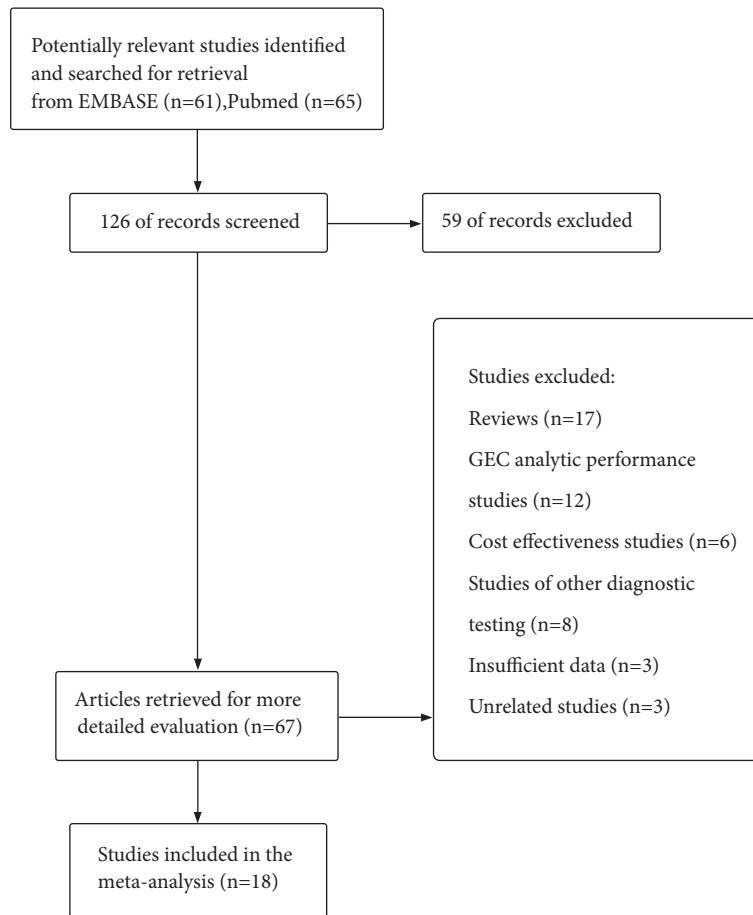 Potentially relevant studies identified
and searched for retrieval
from EMBASE (n=61),Pubmed (n=65)
126 of records screened
59 of records excluded
Studies excluded:
Reviews (n=17)
GEC analytic performance
studies (n=12)
Cost effectiveness studies (n=6)
Studies of other diagnostic
testing (n=8)
Insufficient data (n=3)
Unrelated studies (n=3)
Articles retrieved for more
detailed evaluation (n=67)
Studies included in the
meta-analysis (n=18)